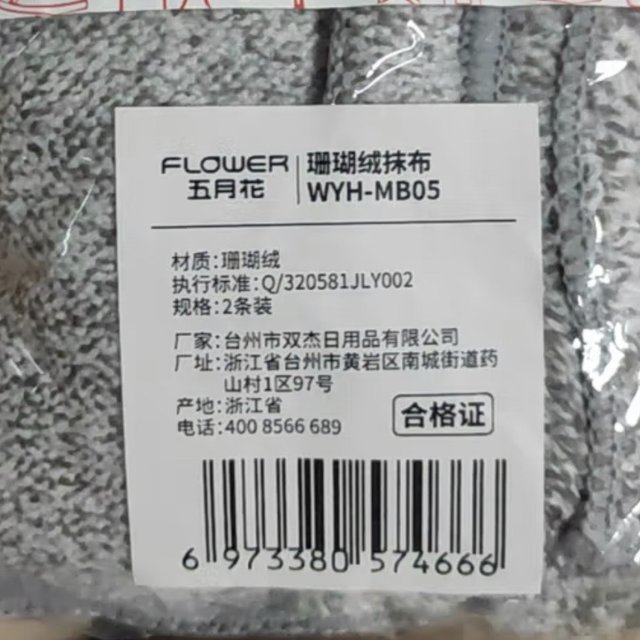 FLOWER
五月花
珊瑚绒抹布
WYH-MB05
材质:珊瑚绒
执行标准:Q/320581JLY002
规格:2条装
厂家:台州市双杰日用品有限公司
厂址:浙江省台州市黄岩区南城街道药
山村1区97号
产地:浙江省
电话:400 8566 689
合格证
6 973380 574666